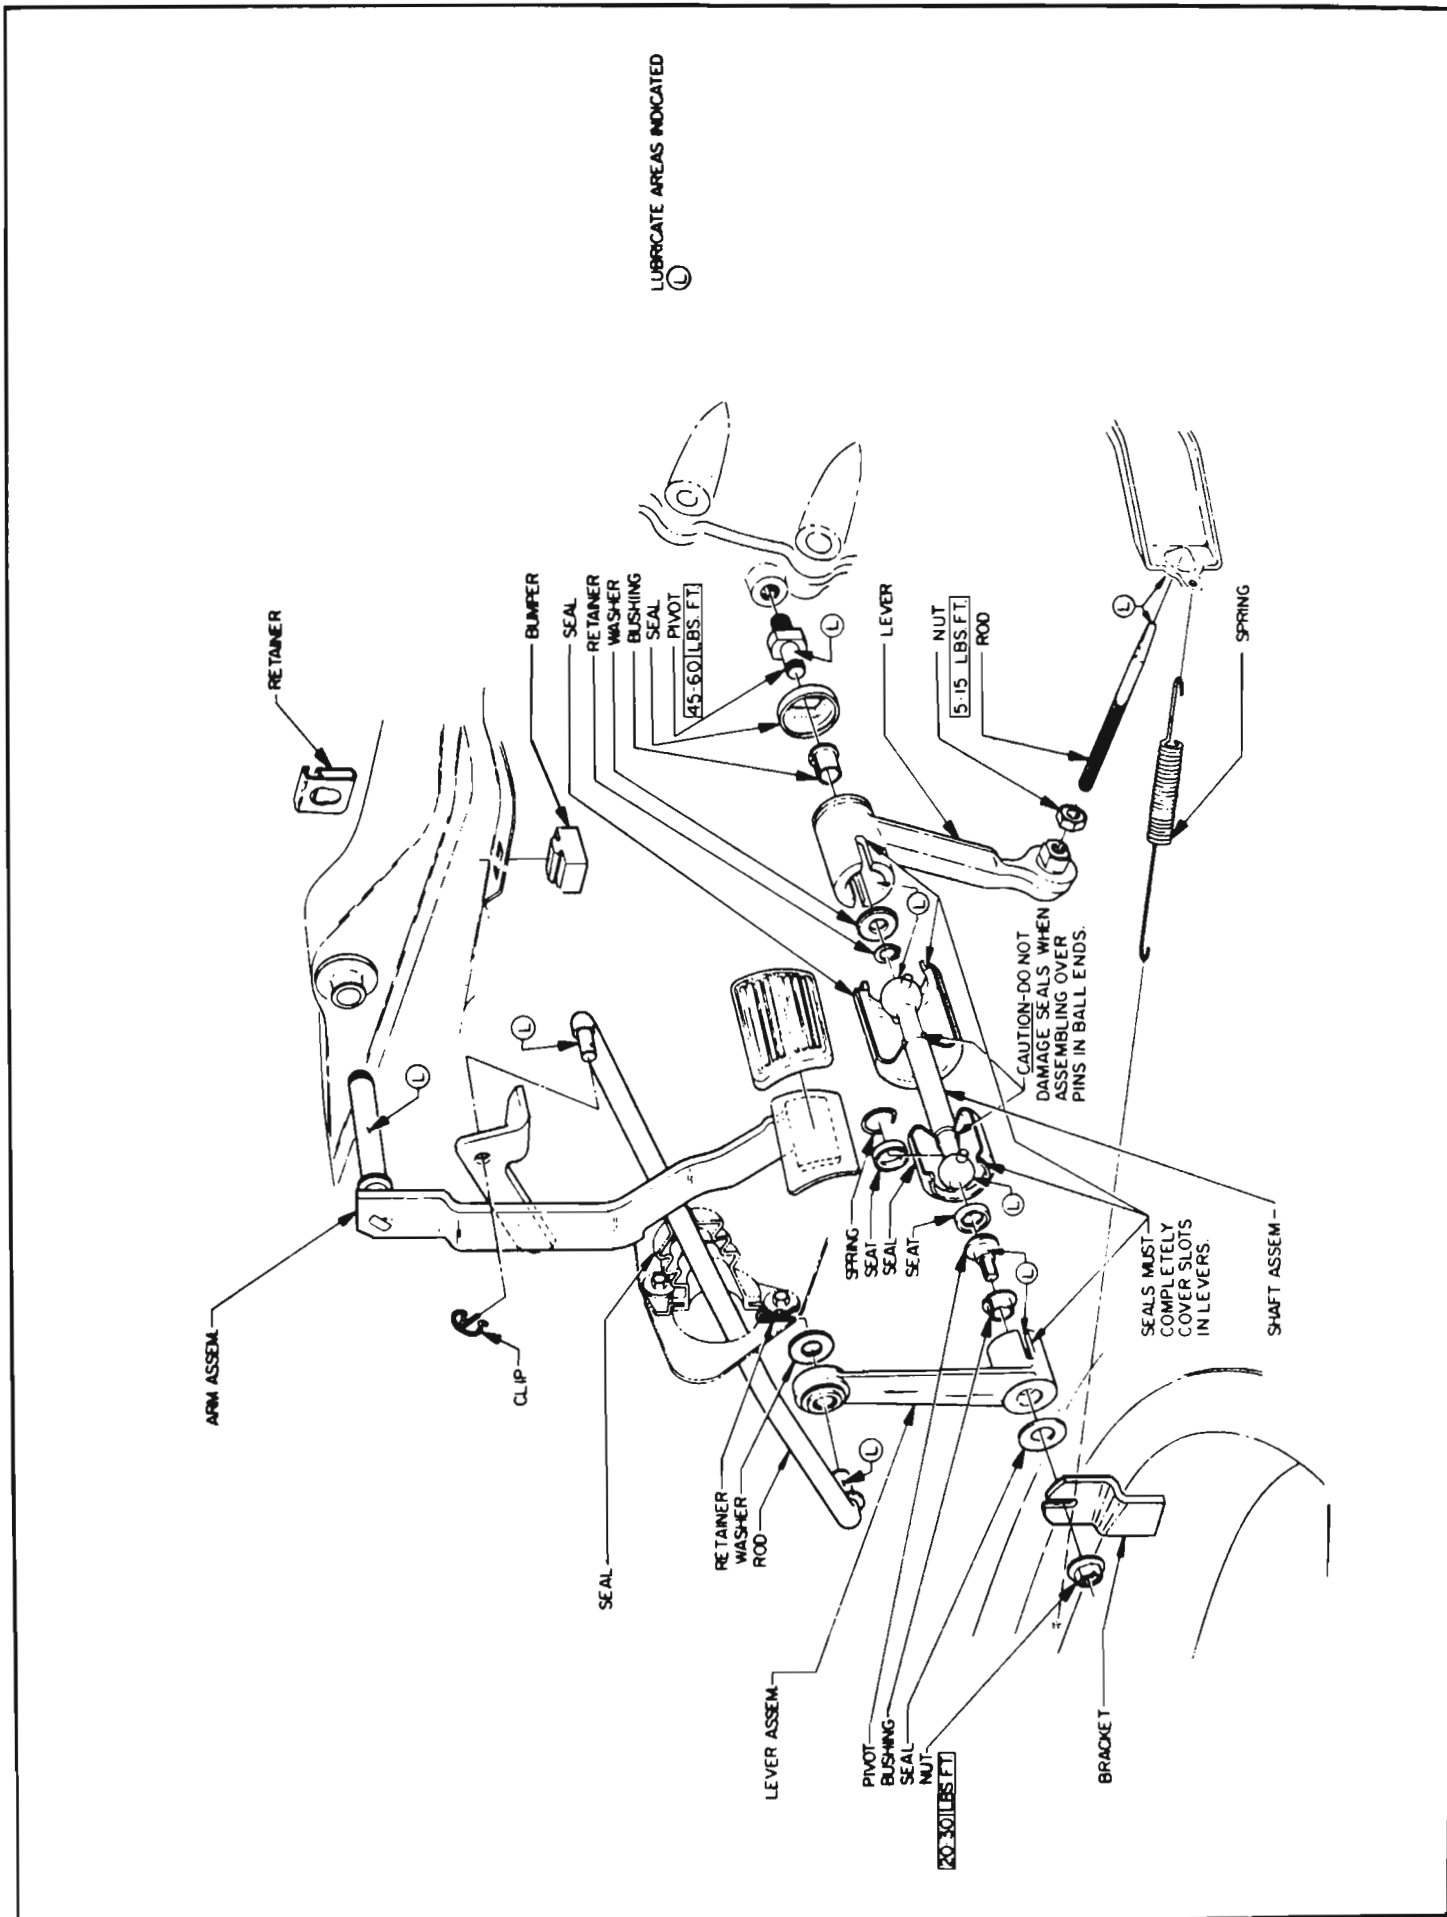 LUBRICATE AREAS INDICATED
L
RETAINER
BUMPER
SEAL
RETAINER
WASHER
BUSHING
SEAL
PIVOT
45-60 LBS. FT.
L
LEVER
NUT
5-15 LBS. FT.
ROD
L
SPRING
ARM ASSEM.
L
CLIP
L
SEAL
RETAINER
WASHER
ROD
L
SPRING
SEAT
SEAL
SEAT
L
L
L
CAUTION-DO NOT
DAMAGE SEALS WHEN
ASSEMBLING OVER
PINS IN BALL ENDS.
SEALS MUST
COMPLETELY
COVER SLOTS
IN LEVERS.
SHAFT ASSEM.
LEVER ASSEM.
PIVOT
BUSHING
SEAL
NUT
20-30 LBS FT
BRACKET